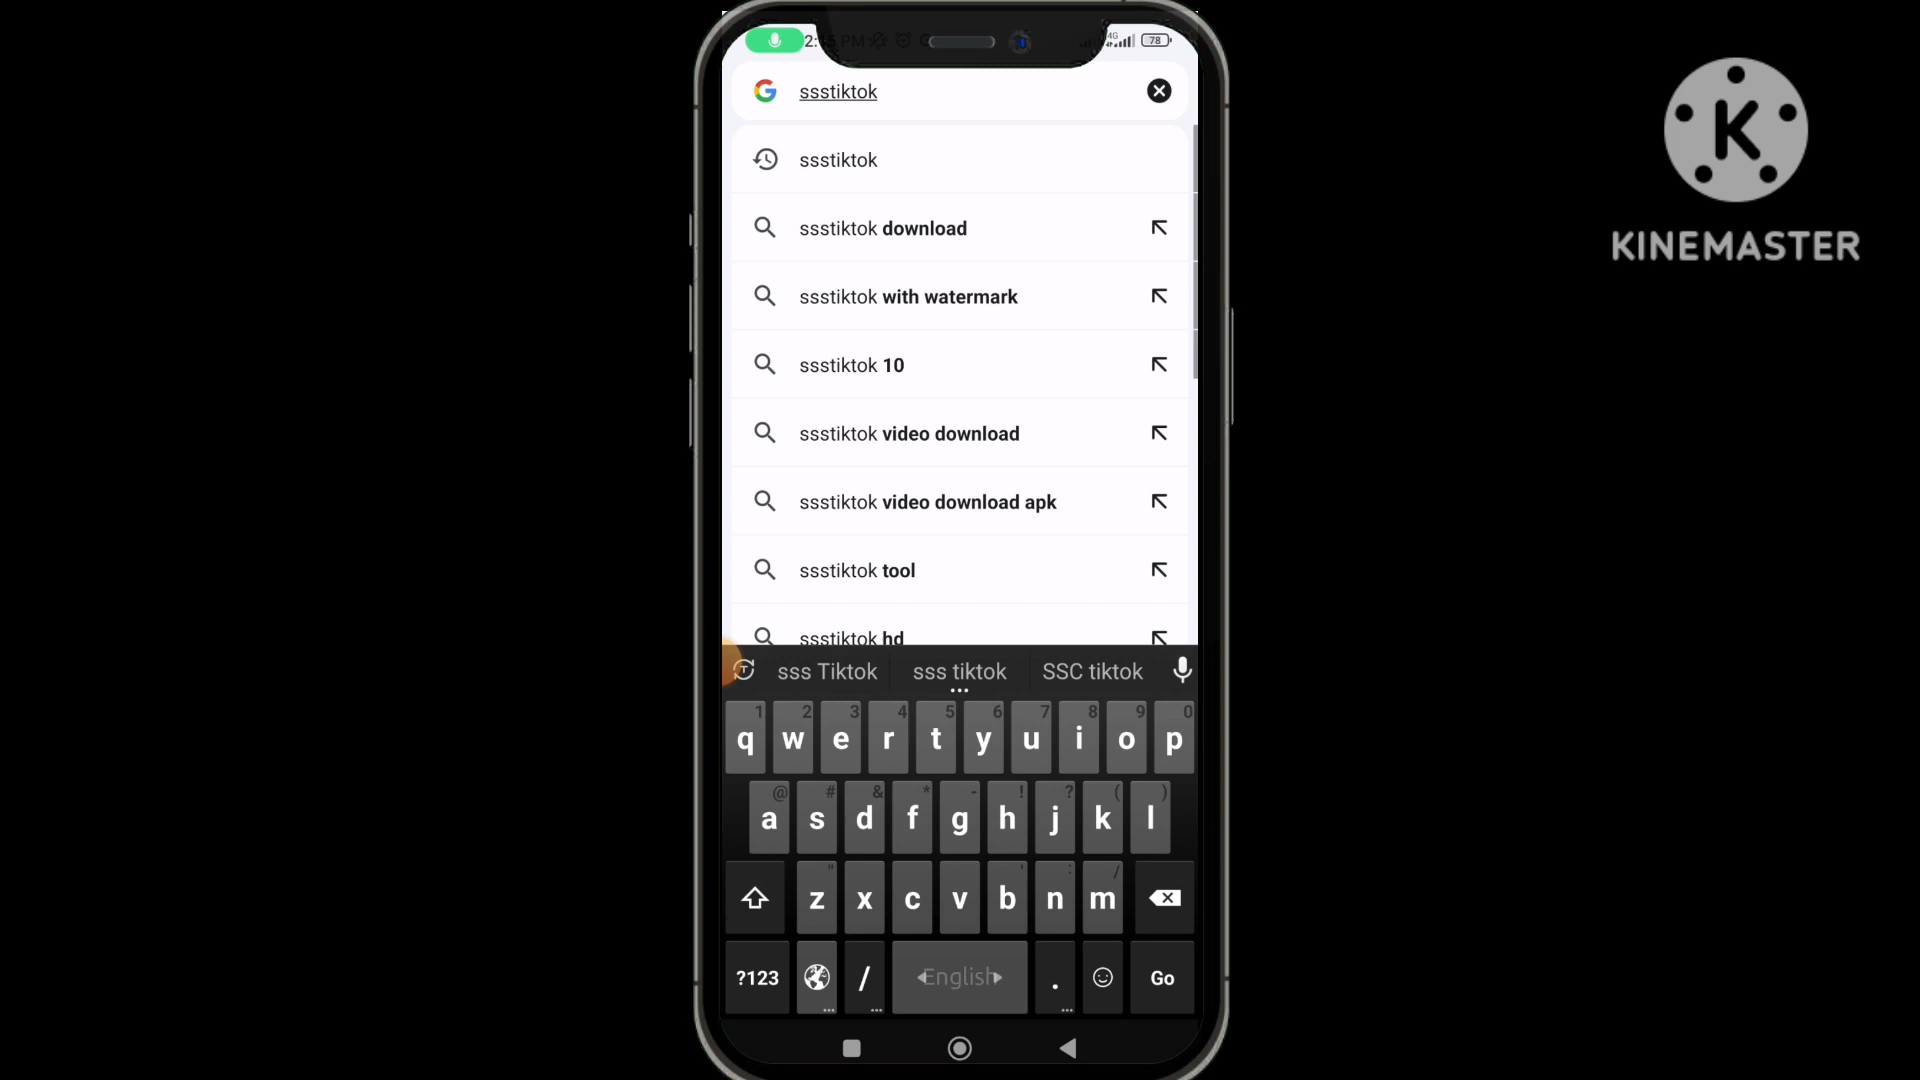 2:15 PM
4G
78
ssstiktok
ssstiktok
ssstiktok download
ssstiktok with watermark
ssstiktok 10
ssstiktok video download
ssstiktok video download apk
ssstiktok tool
ssstiktok hd
sss Tiktok sss tiktok SSC tiktok
1 2 3 4 5 6 7 8 9 0
q w e r t y u i o p
@ # & * - ! ? ( )
a s d f g h j k l
" ' : /
z x c v b n m
?123 / English . Go
K
KINEMASTER